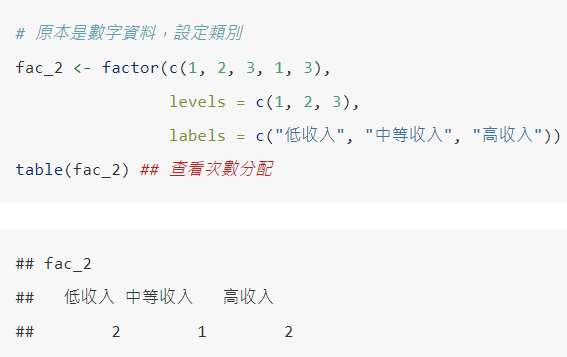 # 原本是數字資料，設定類別
fac_2 <- factor(c(1, 2, 3, 1, 3),
                levels = c(1, 2, 3),
                labels = c("低收入", "中等收入", "高收入"))
table(fac_2) ## 查看次數分配
## fac_2
##   低收入 中等收入   高收入
##        2        1        2